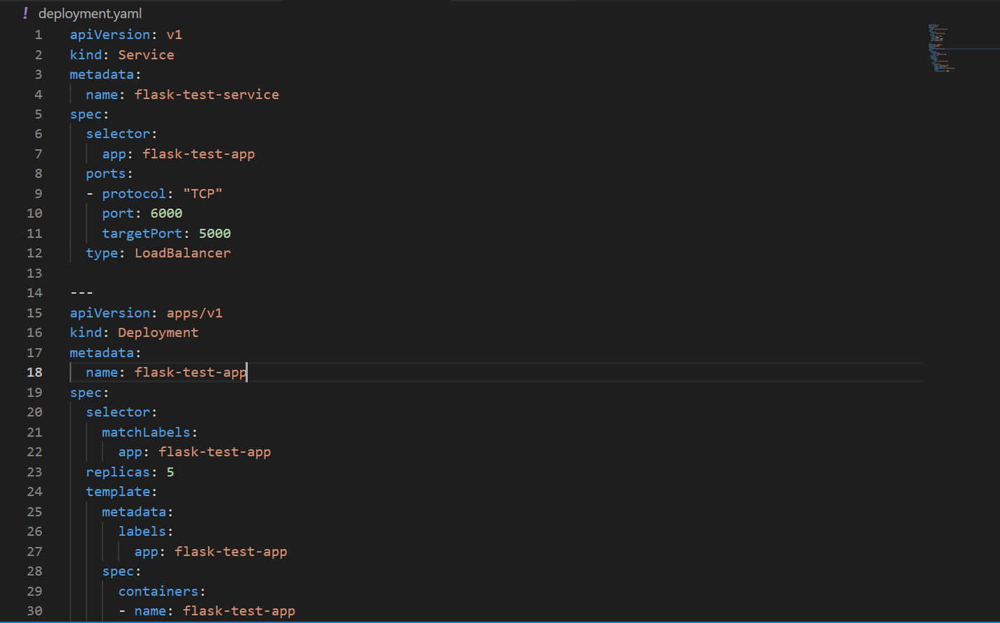 ! deployment.yaml
1 apiVersion: v1
2 kind: Service
3 metadata:
4   name: flask-test-service
5 spec:
6   selector:
7     app: flask-test-app
8   ports:
9   - protocol: "TCP"
10     port: 6000
11     targetPort: 5000
12   type: LoadBalancer
13
14 ---
15 apiVersion: apps/v1
16 kind: Deployment
17 metadata:
18   name: flask-test-app
19 spec:
20   selector:
21     matchLabels:
22       app: flask-test-app
23   replicas: 5
24   template:
25     metadata:
26       labels:
27         app: flask-test-app
28     spec:
29       containers:
30       - name: flask-test-app